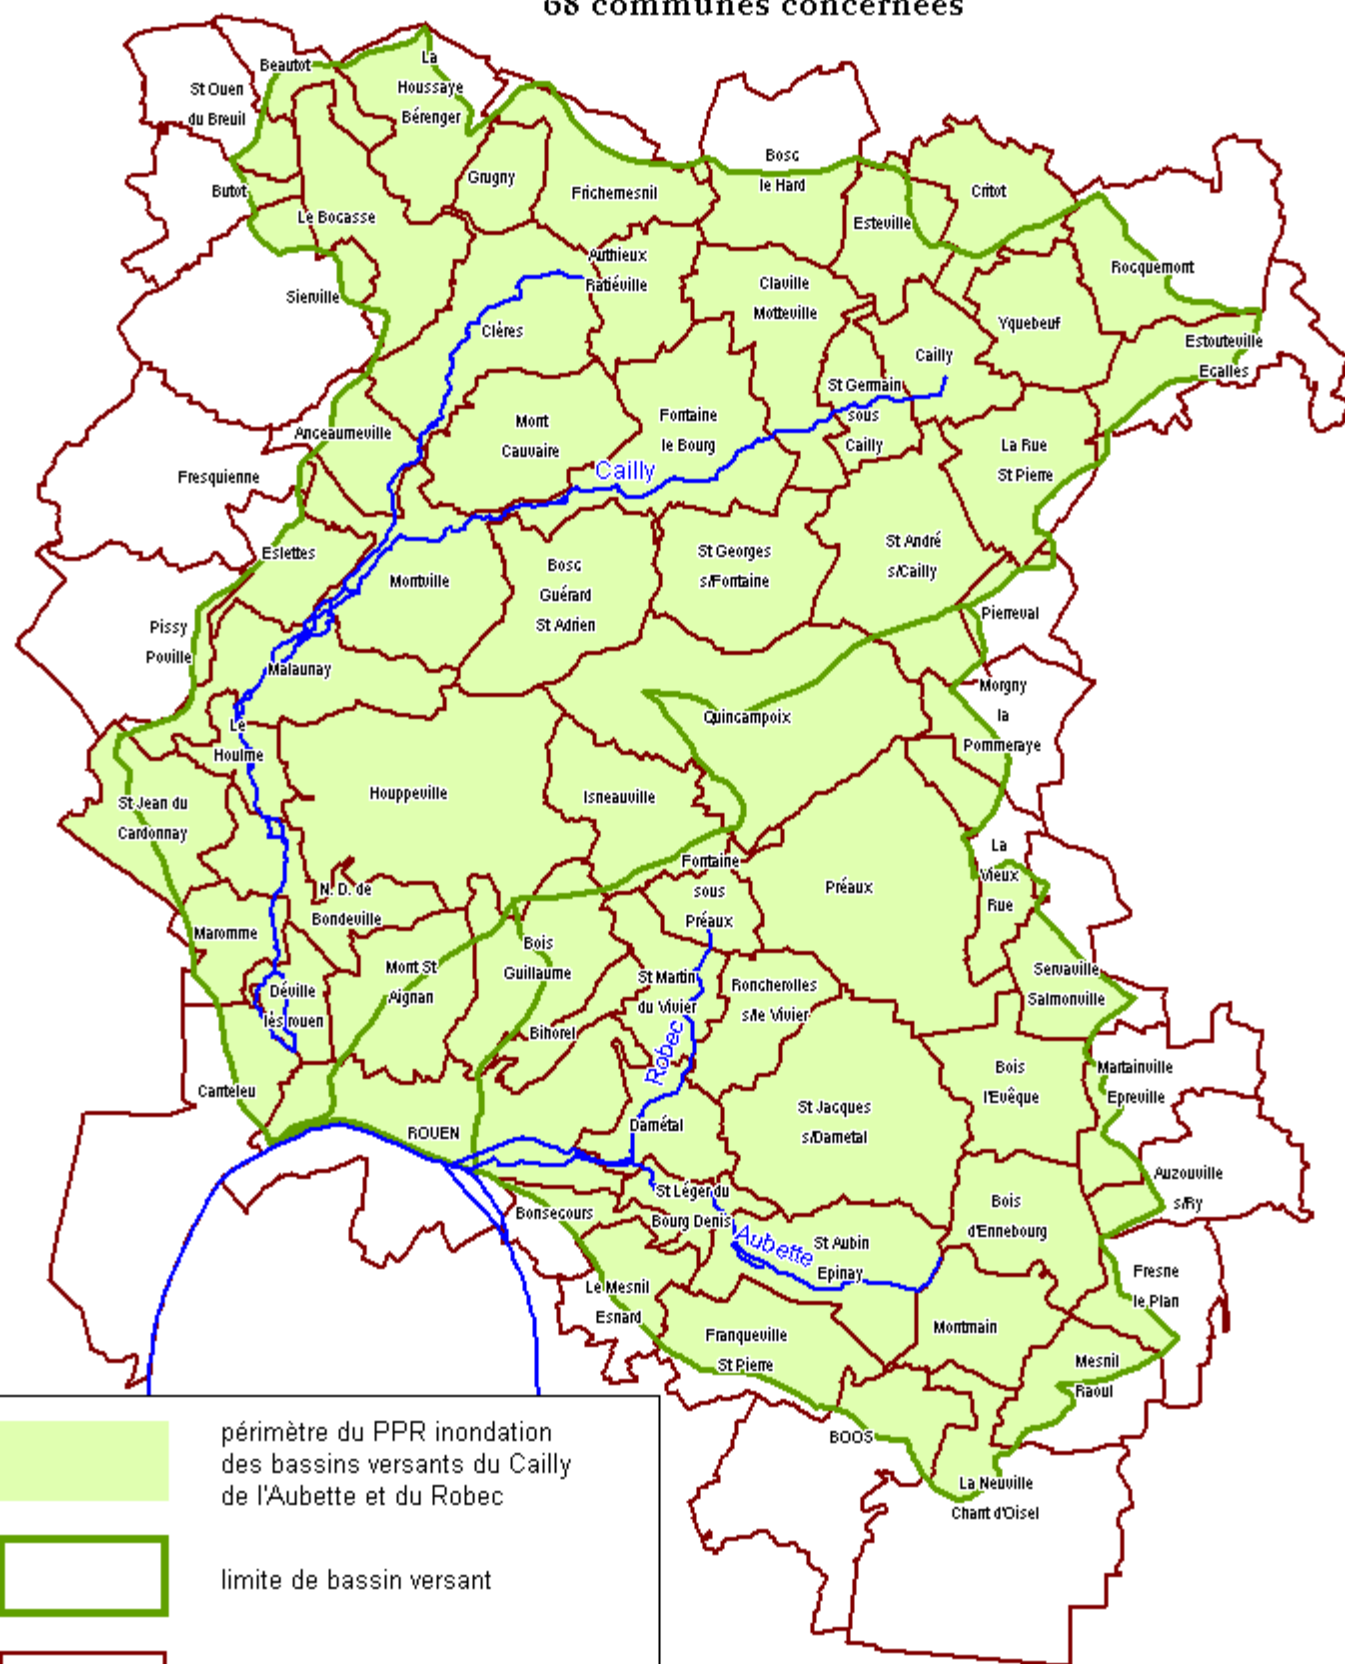 68 communes concernées
La
Houssaye
Bérenger
Beautot
St Ouen
du Breuil
Bosc
le Hard
Grugny
Frichemesnil
Critot
Butot
Le Bocasse
Esteville
Authieux
Ratiéville
Rocquemont
Sierville
Claville
Motteville
Clères
Yquebeuf
Estouteville
Ecalles
Cailly
St Germain
sous
Cailly
Mont
Cauvaire
Fontaine
le Bourg
Anceaumeville
La Rue
St Pierre
Cailly
Fresquienne
Eslettes
Montville
Bosc
Guérard
St Adrien
St Georges
s/Fontaine
St André
s/Cailly
Pierreval
Pissy
Poville
Malaunay
Morgny
la
Pommeraye
Quincampoix
Le
Houlme
Houppeville
Isneauville
St Jean du
Cardonnay
La
Vieux
Rue
Fontaine
sous
Préaux
Préaux
N. D. de
Bondeville
Maromme
Bois
Guillaume
Mont St
Aignan
St Martin
du Vivier
Roncherolles
s/le Vivier
Servaville
Salmonville
Déville
lès rouen
Bihorel
Robec
Bois
l'Evêque
Martainville
Epreville
Canteleu
ROUEN
Darnétal
St Jacques
s/Darnetal
Auzouville
s/Ry
St Léger du
Bourg Denis
Bonsecours
Bois
d'Ennebourg
Aubette
St Aubin
Epinay
Le Mesnil
Esnard
Fresne
le Plan
Franqueville
St Pierre
Montmain
Mesnil
Raoul
BOOS
La Neuville
Chant d'Oisel
périmètre du PPR inondation
des bassins versants du Cailly
de l'Aubette et du Robec
limite de bassin versant